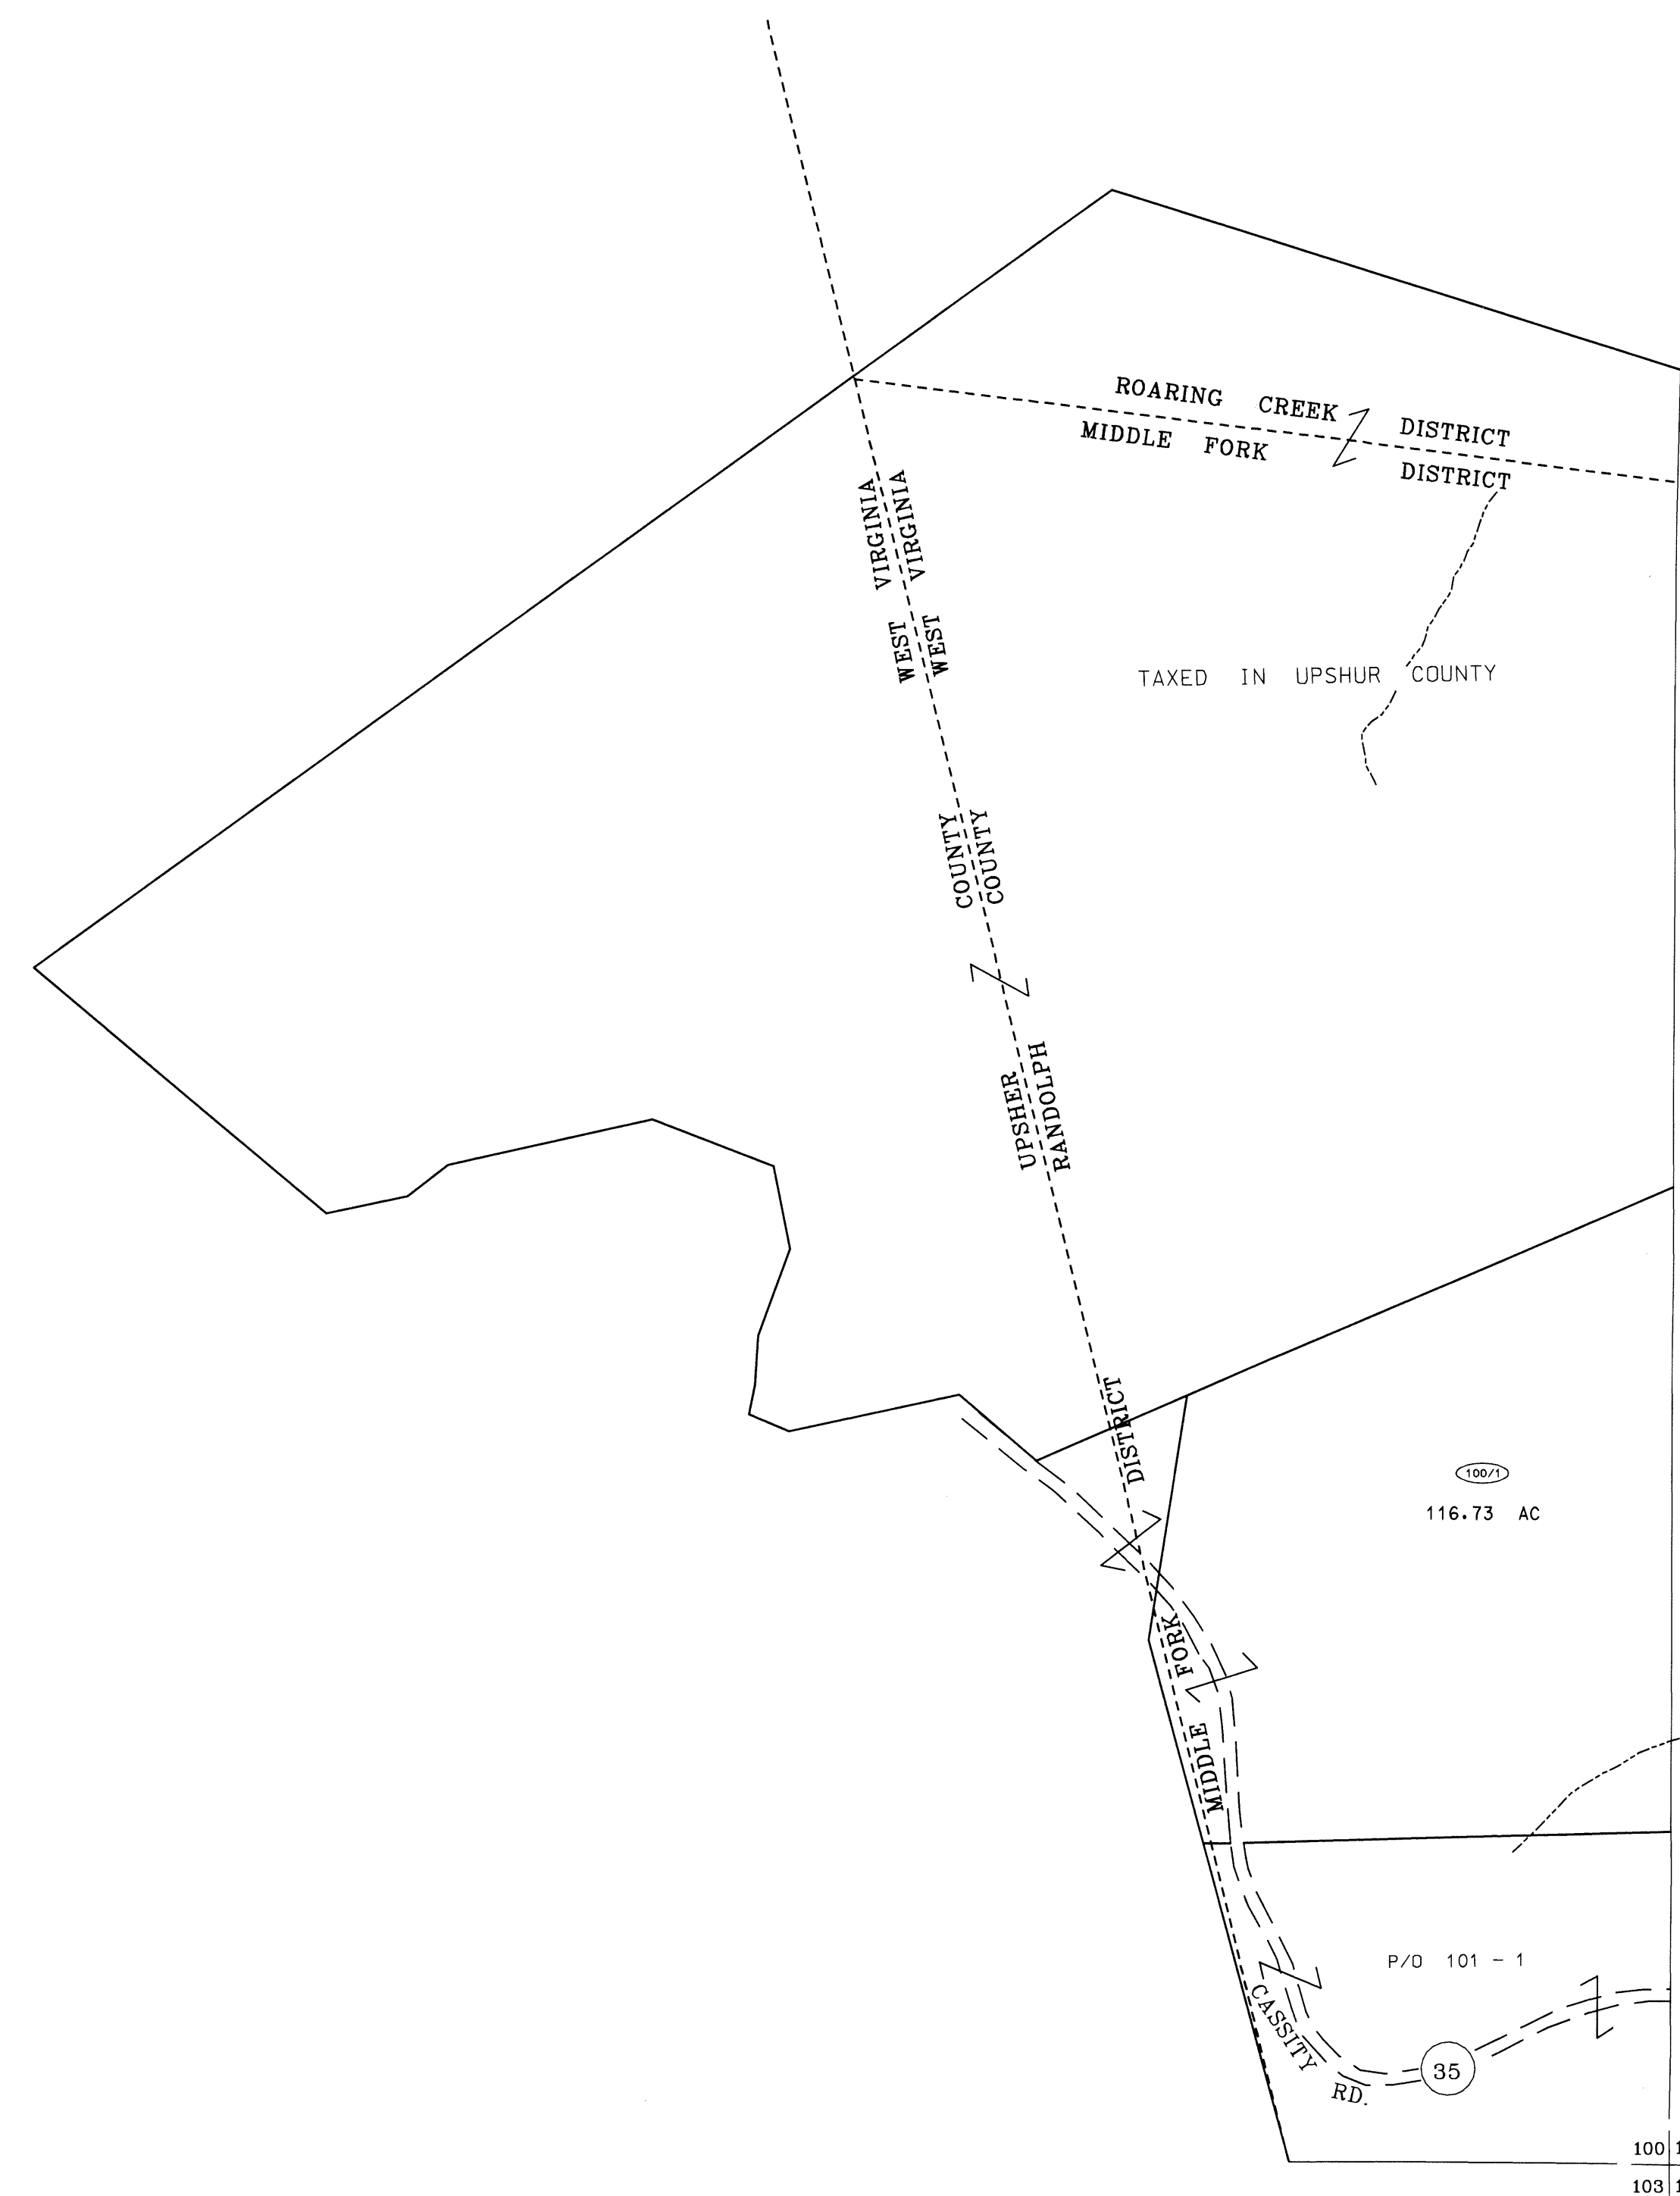 ROARING CREEK DISTRICT
MIDDLE FORK DISTRICT
WEST VIRGINIA
WEST VIRGINIA
TAXED IN UPSHUR COUNTY
UPSHER COUNTY
RANDOLPH COUNTY
MIDDLE FORK DISTRICT
100/1
116.73 AC
P/O 101 - 1
CASSITY RD.
35
100
103